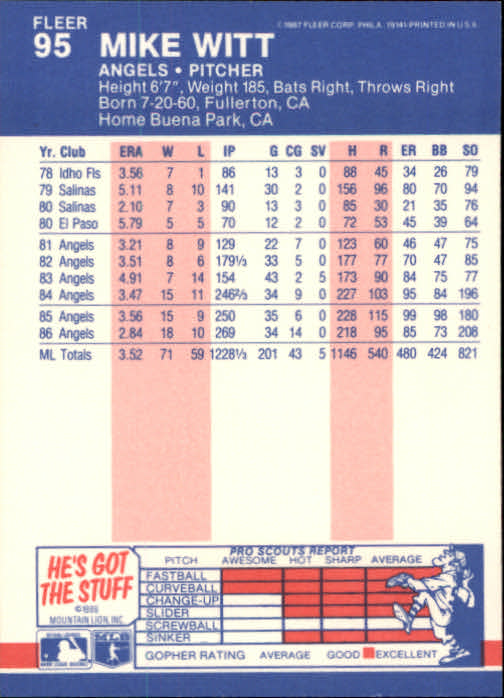 FLEER
95 MIKE WITT
©1987 FLEER CORP. PHILA. 19141-PRINTED IN U.S.A.
ANGELS • PITCHER
Height 6'7", Weight 185, Bats Right, Throws Right
Born 7-20-60, Fullerton, CA
Home Buena Park, CA
Yr. Club ERA W L IP G CG SV H R ER BB SO
78 Idho Fls 3.56 7 1 86 13 3 0 88 45 34 26 79
79 Salinas 5.11 8 10 141 30 2 0 156 96 80 70 94
80 Salinas 2.10 7 3 90 13 3 0 85 30 21 35 76
80 El Paso 5.79 5 5 70 12 2 0 72 53 45 39 64
81 Angels 3.21 8 9 129 22 7 0 123 60 46 47 75
82 Angels 3.51 8 6 179⅓ 33 5 0 177 77 70 47 85
83 Angels 4.91 7 14 154 43 2 5 173 90 84 75 77
84 Angels 3.47 15 11 246⅔ 34 9 0 227 103 95 84 196
85 Angels 3.56 15 9 250 35 6 0 228 115 99 98 180
86 Angels 2.84 18 10 269 34 14 0 218 95 85 73 208
ML Totals 3.52 71 59 1228⅓ 201 43 5 1146 540 480 424 821
HE'S GOT
THE STUFF
©1986
MOUNTAIN LION, INC.
PRO SCOUTS REPORT
PITCH AWESOME HOT SHARP AVERAGE
FASTBALL
CURVEBALL
CHANGE-UP
SLIDER
SCREWBALL
SINKER
GOPHER RATING AVERAGE GOOD EXCELLENT